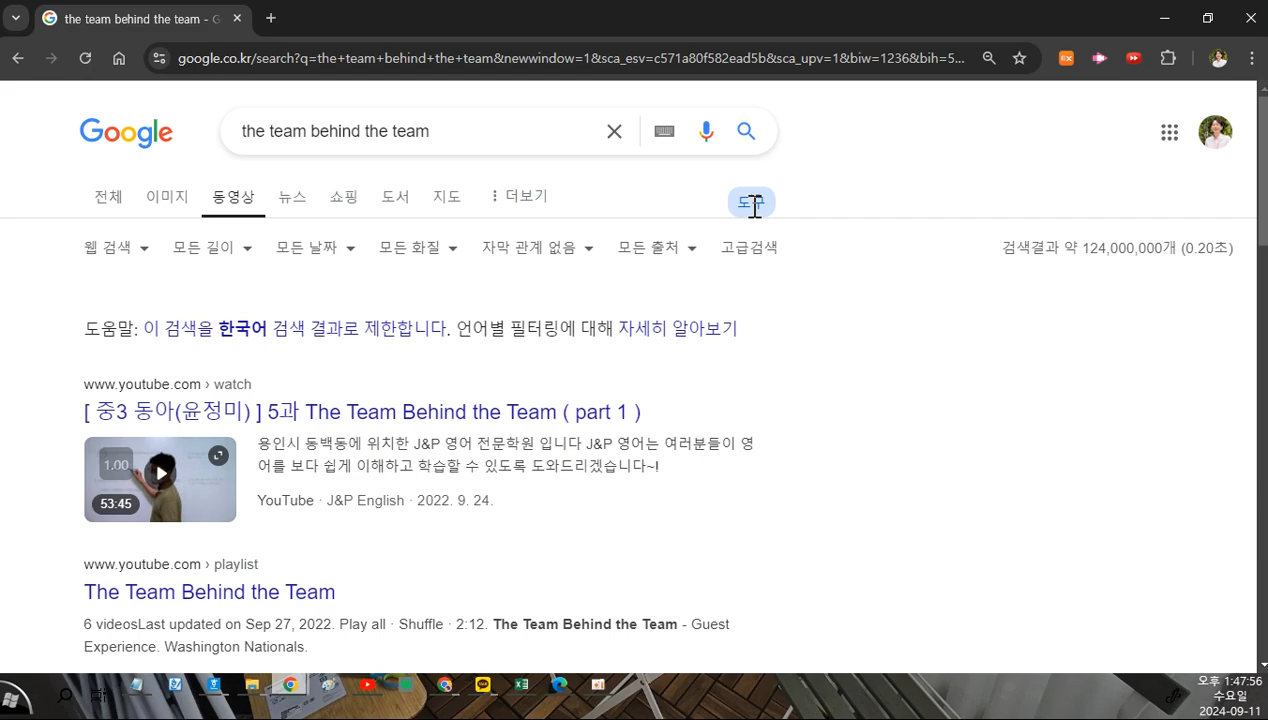 the team behind the team - G
google.co.kr/search?q=the+team+behind+the+team&newwindow=1&sca_esv=c571a80f582ead5b&sca_upv=1&biw=1236&bih=5...
Google
the team behind the team
전체 이미지 동영상 뉴스 쇼핑 도서 지도 더보기 도구
웹 검색 모든 길이 모든 날짜 모든 화질 자막 관계 없음 모든 출처 고급검색 검색결과 약 124,000,000개 (0.20초)
도움말: 이 검색을 한국어 검색 결과로 제한합니다. 언어별 필터링에 대해 자세히 알아보기
www.youtube.com › watch
[ 중3 동아(윤정미) ] 5과 The Team Behind the Team ( part 1 )
용인시 동백동에 위치한 J&P 영어 전문학원 입니다 J&P 영어는 여러분들이 영
어를 보다 쉽게 이해하고 학습할 수 있도록 도와드리겠습니다~!
1.00
53:45
YouTube · J&P English · 2022. 9. 24.
www.youtube.com › playlist
The Team Behind the Team
6 videosLast updated on Sep 27, 2022. Play all · Shuffle · 2:12. The Team Behind the Team - Guest
Experience. Washington Nationals.
오후 1:47:56
수요일
2024-09-11